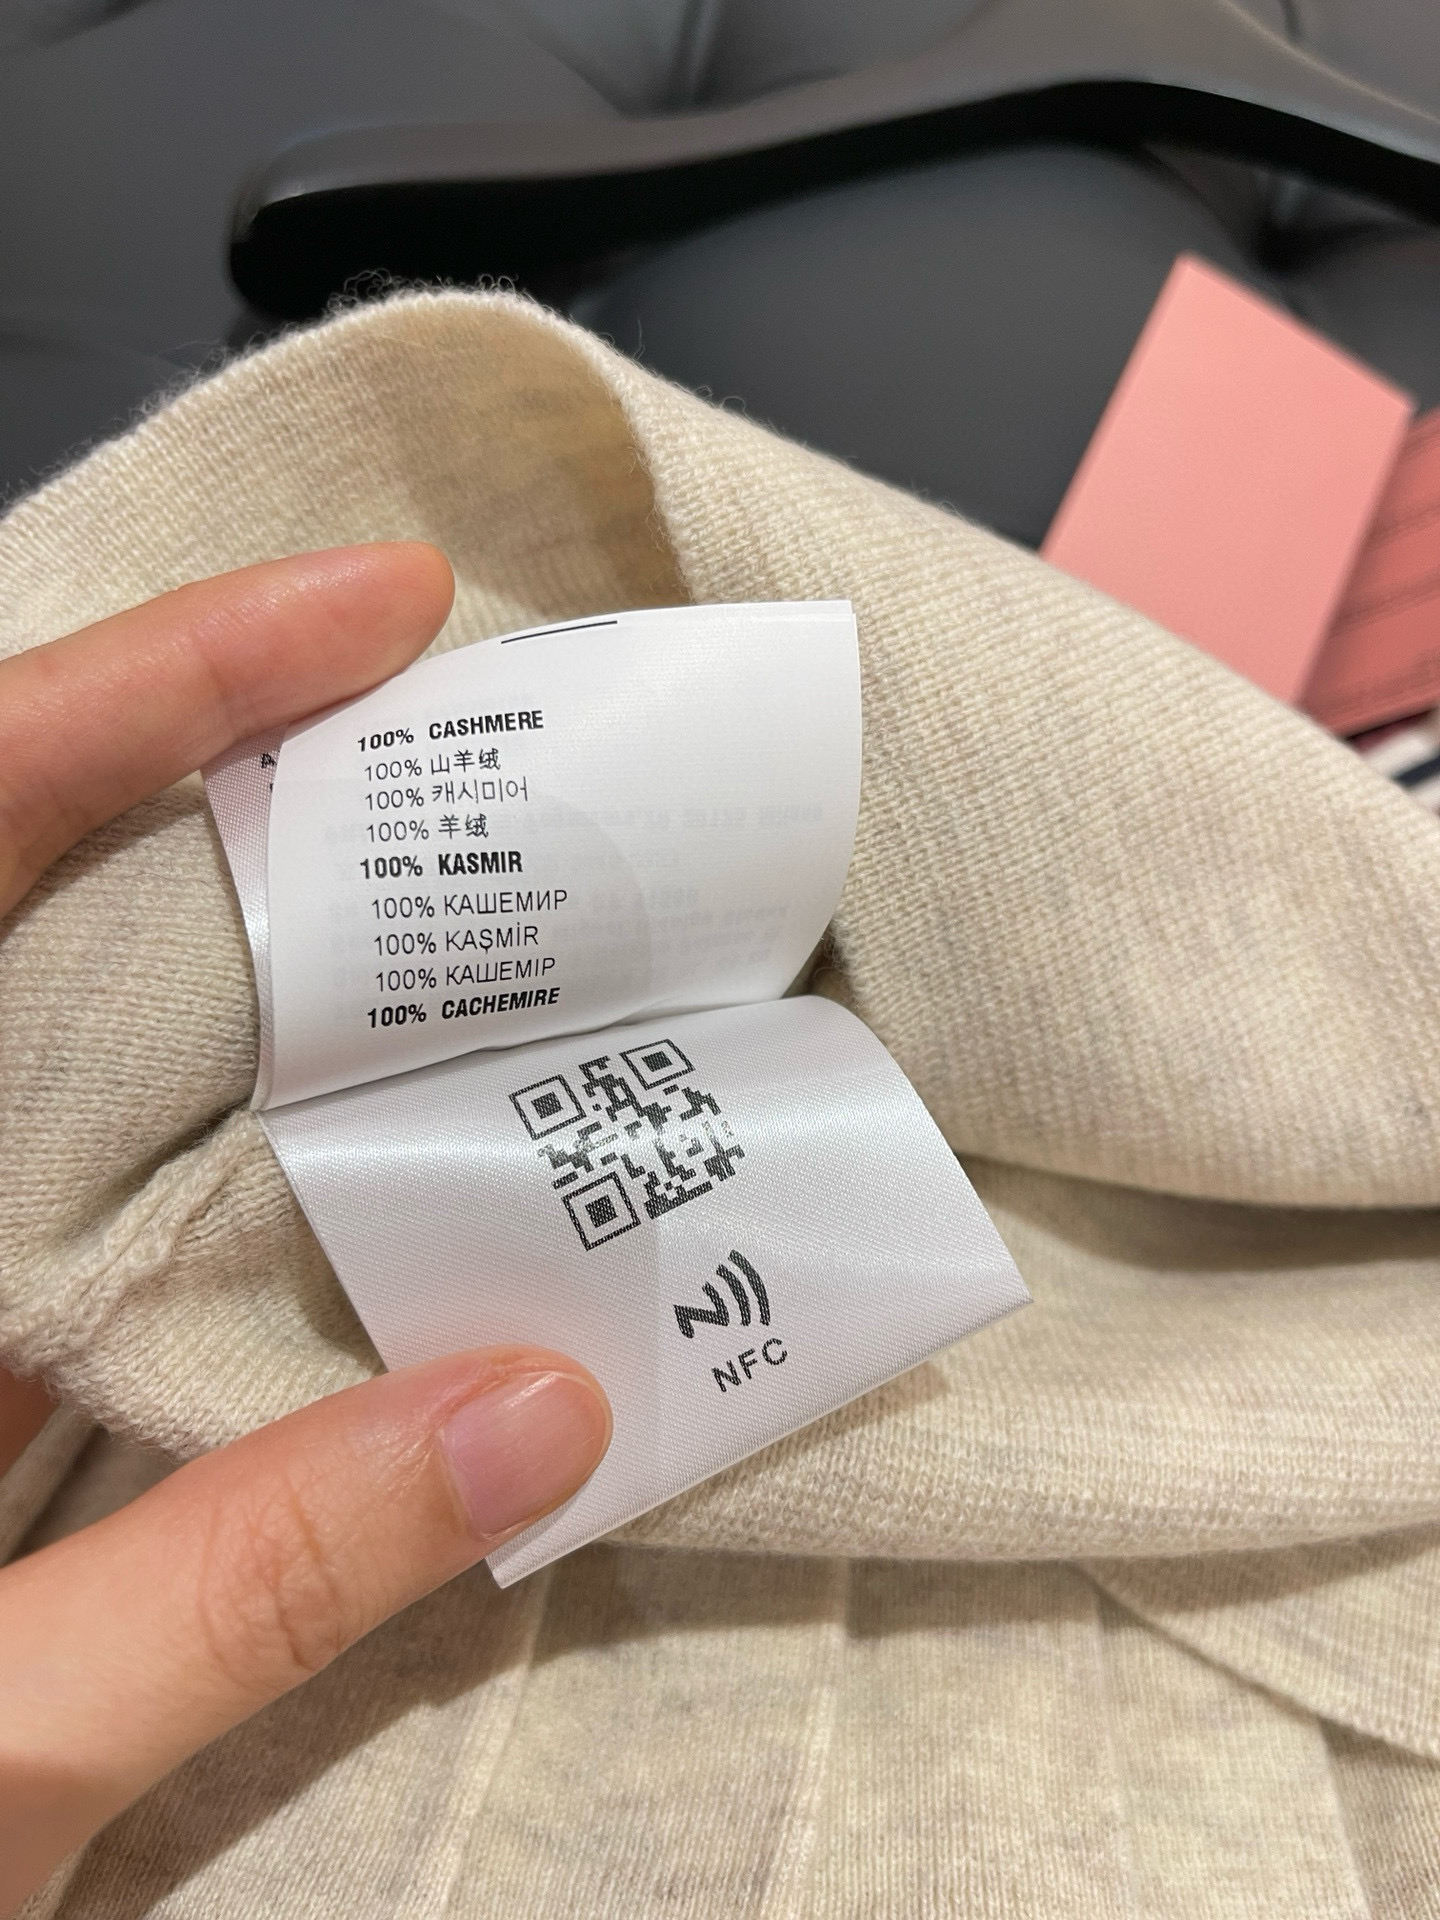 100% CASHMERE
100% 山羊绒
100% 캐시미어
100% 羊绒
100% KASMIR
100% КАШЕМИР
100% KAŞMİR
100% КАШЕМІР
100% CACHEMIRE
NFC